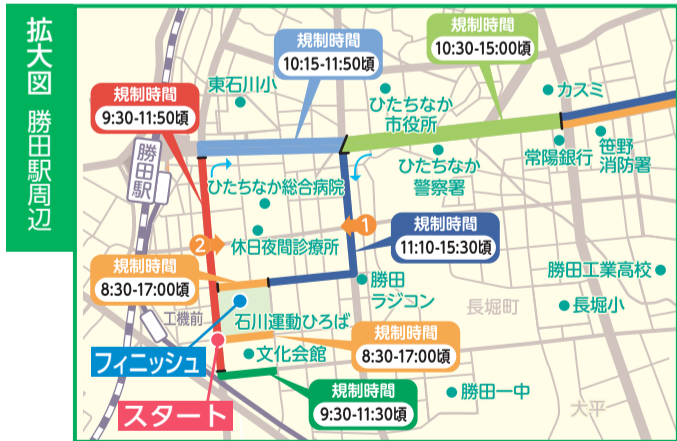 拡大図 勝田駅周辺
規制時間
10:30-15:00頃
規制時間
10:15-11:50頃
規制時間
9:30-11:50頃
東石川小
カスミ
ひたちなか
市役所
勝田駅
常陽銀行
笹野
消防署
ひたちなか
警察署
ひたちなか総合病院
1
2
休日夜間診療所
規制時間
11:10-15:30頃
規制時間
8:30-17:00頃
勝田
ラジコン
勝田工業高校
長堀町
長堀小
工機前
石川運動ひろば
フィニッシュ
文化会館
規制時間
8:30-17:00頃
スタート
規制時間
9:30-11:30頃
勝田一中
大平